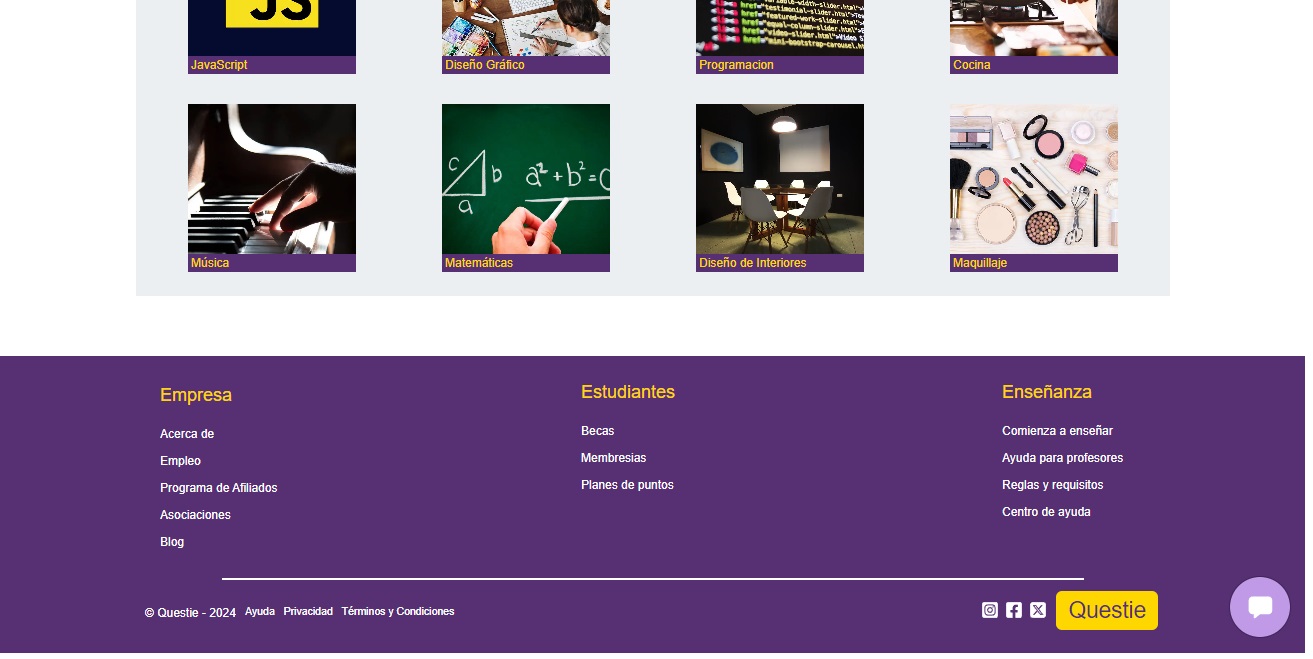 JS
JavaScript
Diseño Gráfico
Programacion
Cocina
c
b
a² + b² =
a
Música
Matemáticas
Diseño de Interiores
Maquillaje
Empresa
Acerca de
Empleo
Programa de Afiliados
Asociaciones
Blog
Estudiantes
Becas
Membresias
Planes de puntos
Enseñanza
Comienza a enseñar
Ayuda para profesores
Reglas y requisitos
Centro de ayuda
© Questie - 2024 Ayuda Privacidad Términos y Condiciones
Questie